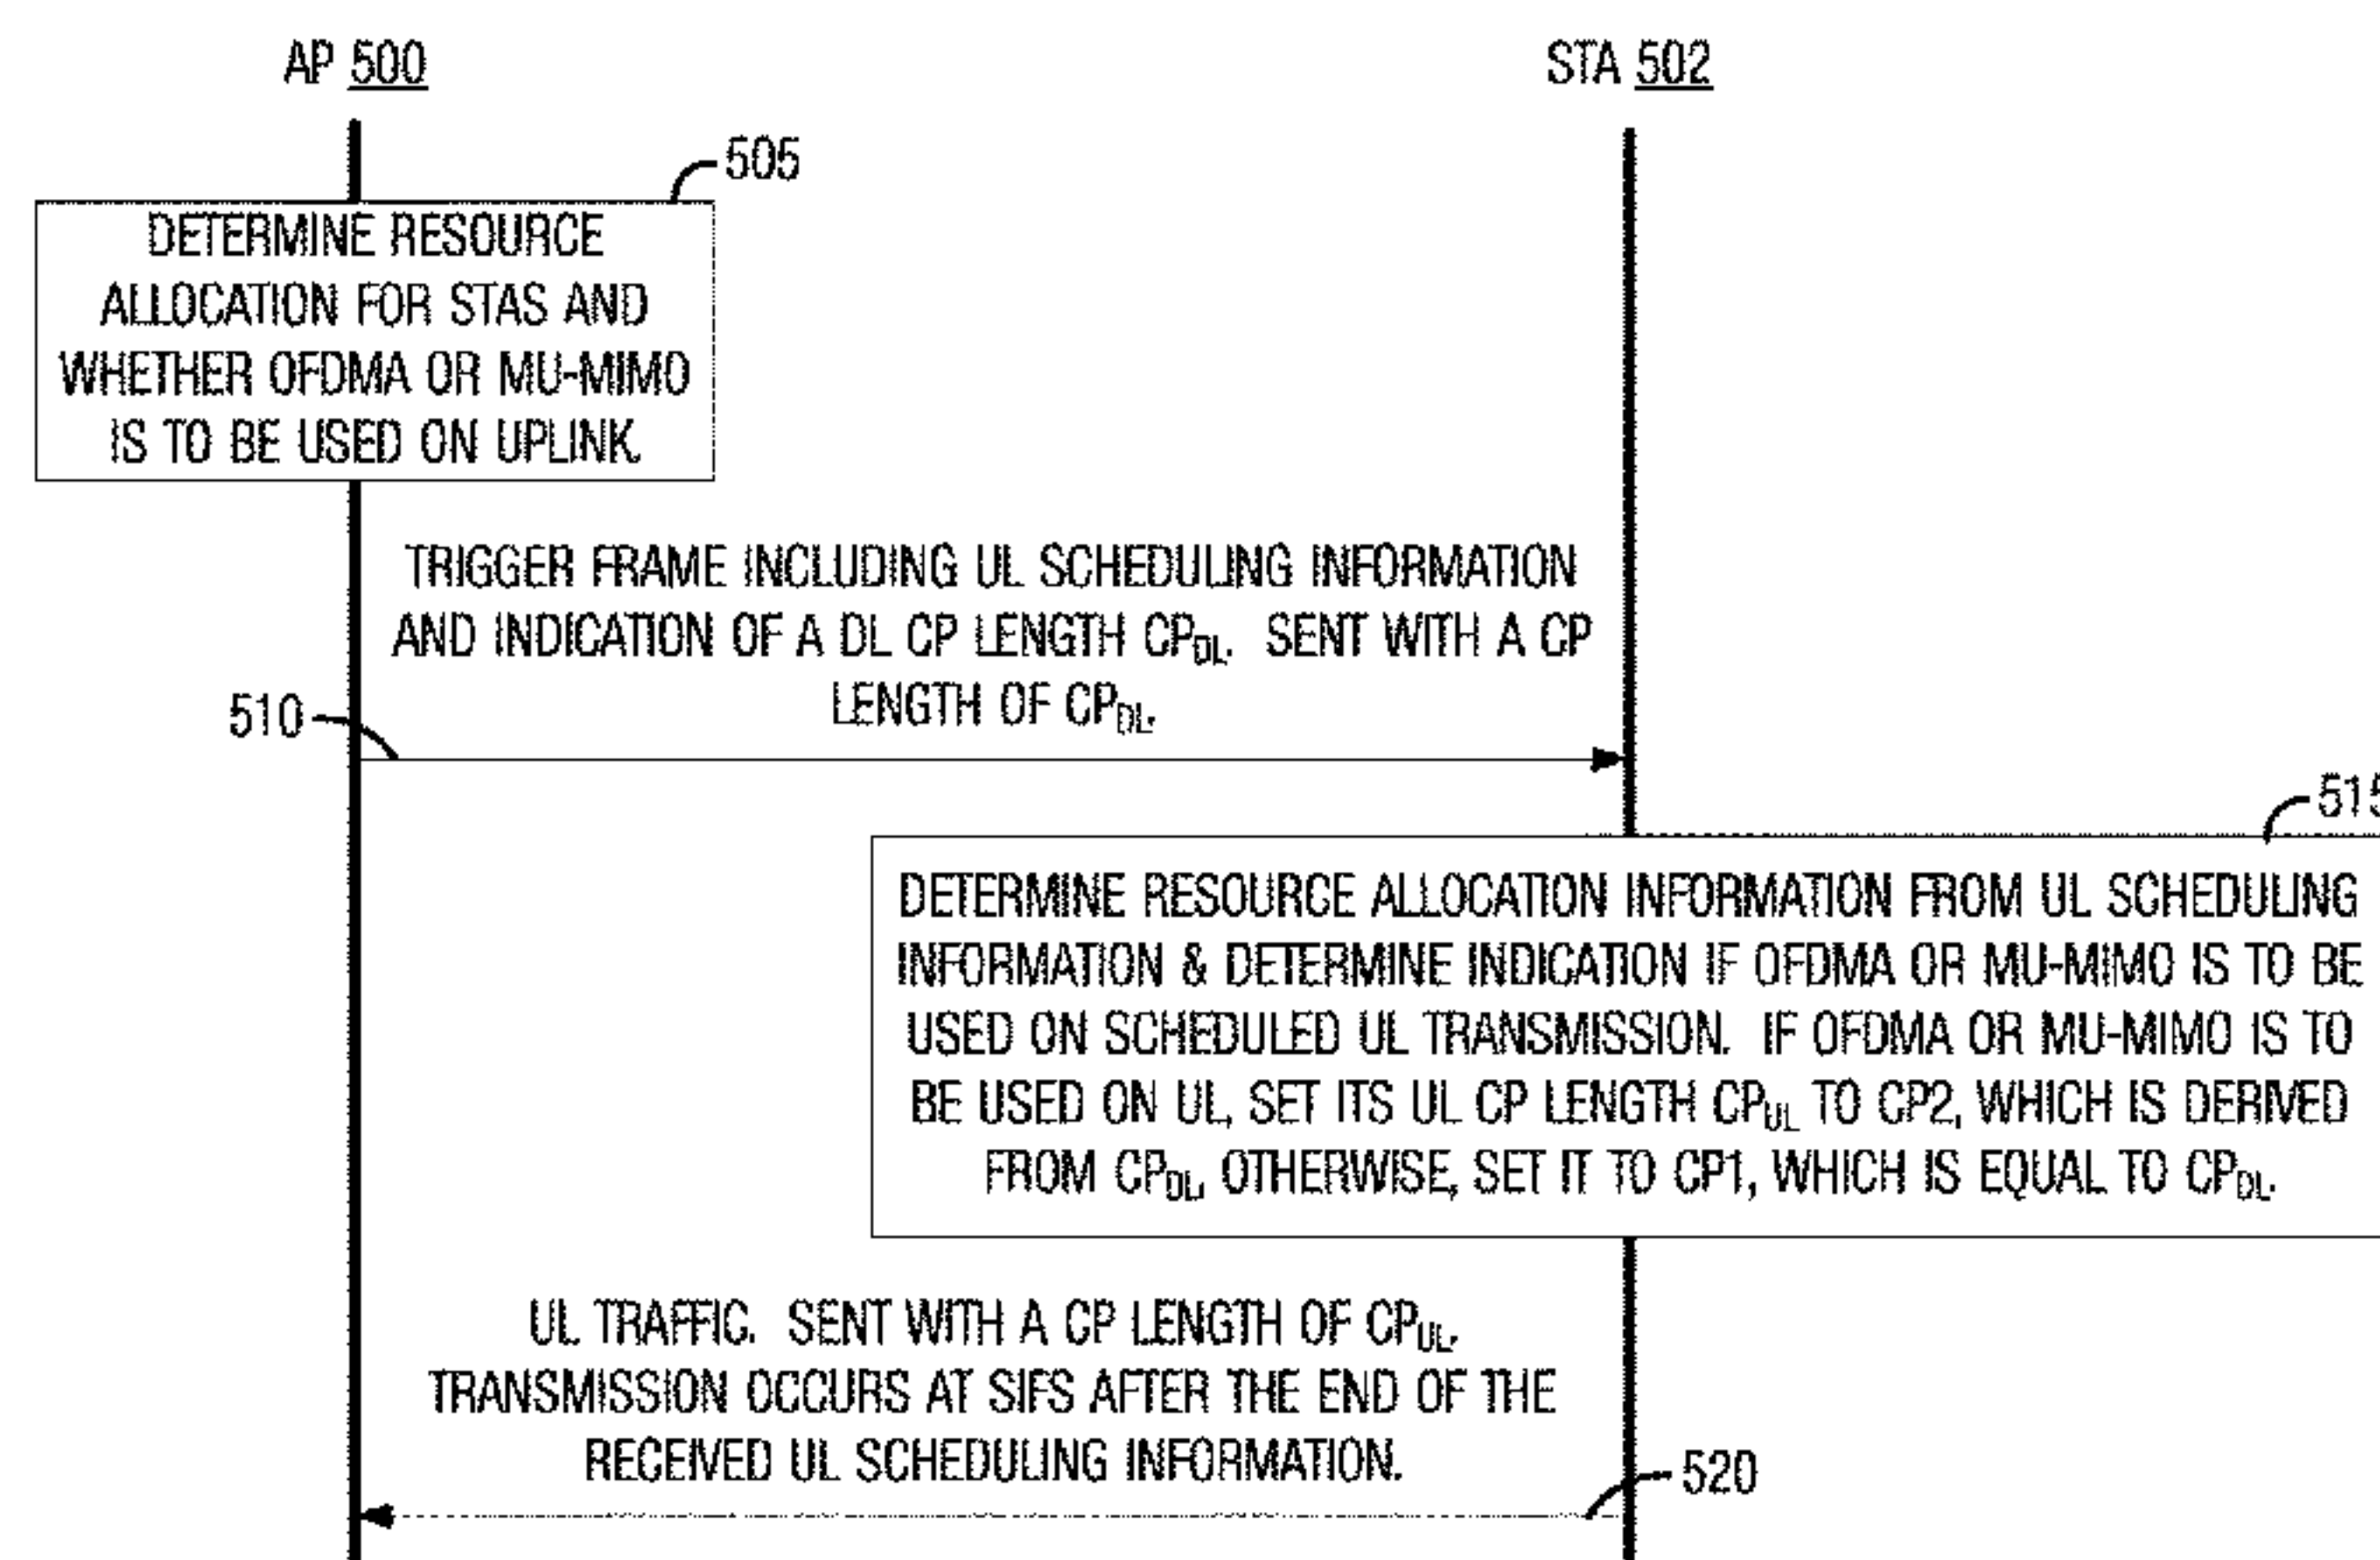 AP 500
STA 502
505
DETERMINE RESOURCE
ALLOCATION FOR STAS AND
WHETHER OFDMA OR MU-MIMO
IS TO BE USED ON UPLINK.
TRIGGER FRAME INCLUDING UL SCHEDULING INFORMATION
AND INDICATION OF A DL CP LENGTH CPDL. SENT WITH A CP
LENGTH OF CPDL.
510
515
DETERMINE RESOURCE ALLOCATION INFORMATION FROM UL SCHEDULING
INFORMATION & DETERMINE INDICATION IF OFDMA OR MU-MIMO IS TO BE
USED ON SCHEDULED UL TRANSMISSION. IF OFDMA OR MU-MIMO IS TO
BE USED ON UL, SET ITS UL CP LENGTH CPUL TO CP2, WHICH IS DERIVED
FROM CPDL, OTHERWISE, SET IT TO CP1, WHICH IS EQUAL TO CPDL.
UL TRAFFIC. SENT WITH A CP LENGTH OF CPUL.
TRANSMISSION OCCURS AT SIFS AFTER THE END OF THE
RECEIVED UL SCHEDULING INFORMATION.
520